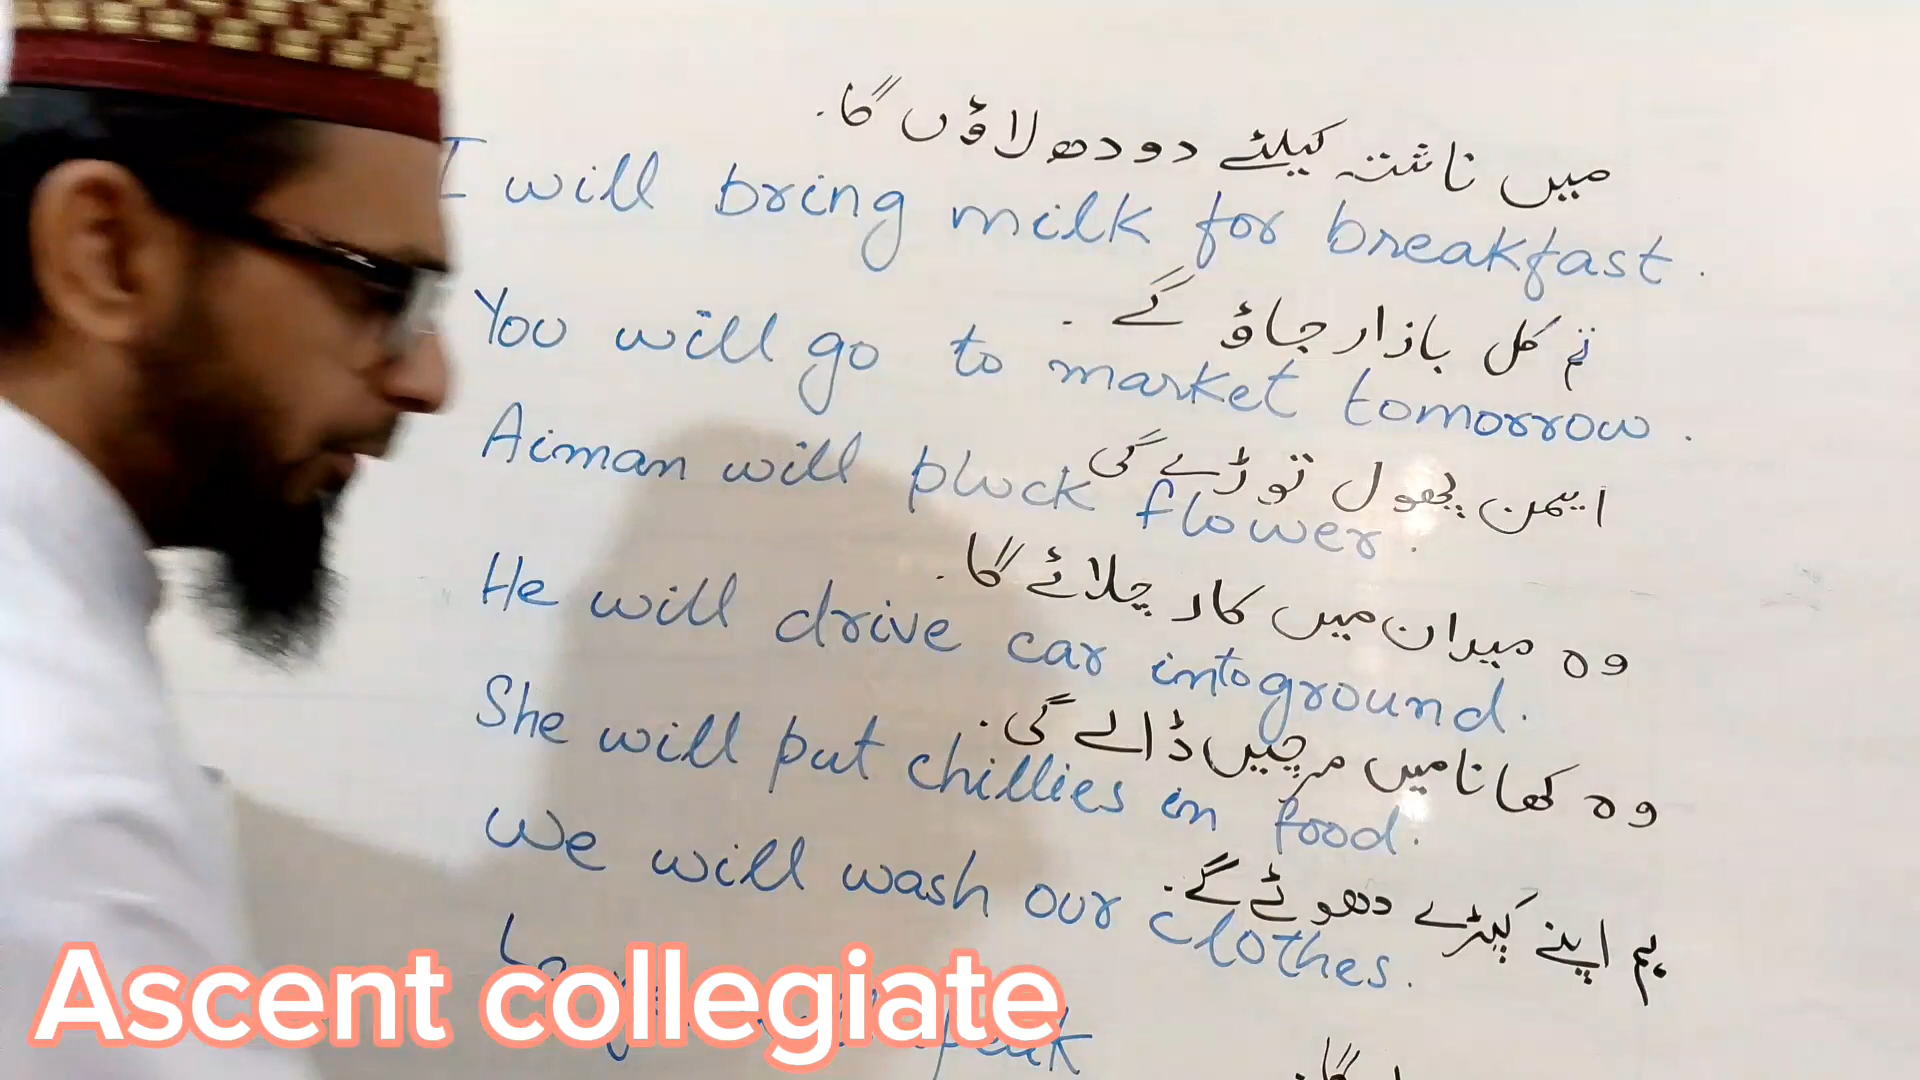 میں ناشتہ کیلئے دودھ لاؤں گا۔
I will bring milk for breakfast.
تم کل بازار جاؤ گے۔
You will go to market tomorrow.
ایمن پھول توڑے گی
Aiman will pluck flower.
وہ میدان میں کار چلائے گا۔
He will drive car into ground.
وہ کھانا میں مرچیں ڈالے گی۔
She will put chillies in food.
ہم اپنے کپڑے دھوئے گے۔
We will wash our clothes.
Ascent collegiate